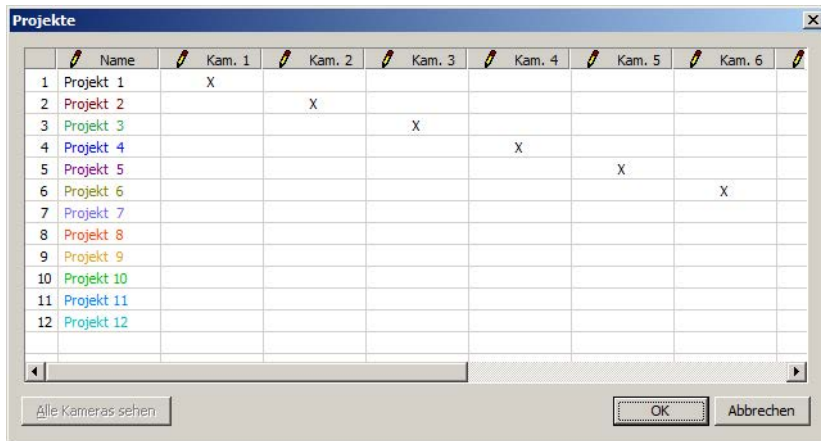 Projekte
Name Kam. 1 Kam. 2 Kam. 3 Kam. 4 Kam. 5 Kam. 6
1 Projekt 1 X
2 Projekt 2 X
3 Projekt 3 X
4 Projekt 4 X
5 Projekt 5 X
6 Projekt 6 X
7 Projekt 7
8 Projekt 8
9 Projekt 9
10 Projekt 10
11 Projekt 11
12 Projekt 12
Alle Kameras sehen OK Abbrechen